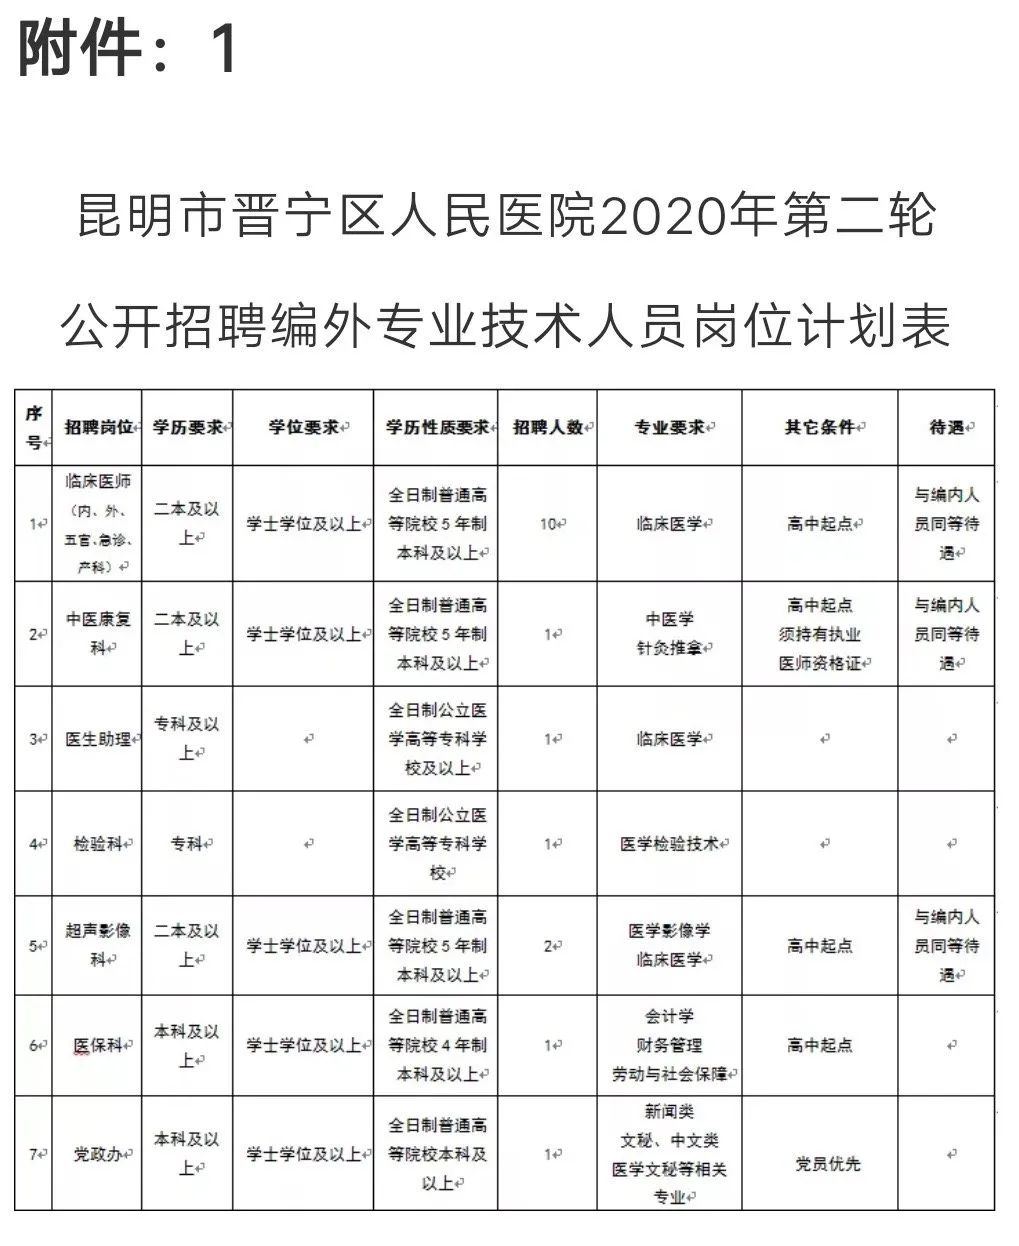 附件：1
昆明市晋宁区人民医院2020年第二轮
公开招聘编外专业技术人员岗位计划表
序号 招聘岗位 学历要求 学位要求 学历性质要求 招聘人数 专业要求 其它条件 待遇
1 临床医师（内、外、五官、急诊、产科） 二本及以上 学士学位及以上 全日制普通高等院校5年制本科及以上 10 临床医学 高中起点 与编内人员同等待遇
2 中医康复科 二本及以上 学士学位及以上 全日制普通高等院校5年制本科及以上 1 中医学 针灸推拿 高中起点 须持有执业医师资格证 与编内人员同等待遇
3 医生助理 专科及以上 全日制公立医学高等专科学校及以上 1 临床医学
4 检验科 专科 全日制公立医学高等专科学校 1 医学检验技术
5 超声影像科 二本及以上 学士学位及以上 全日制普通高等院校5年制本科及以上 2 医学影像学 临床医学 高中起点 与编内人员同等待遇
6 医保科 本科及以上 学士学位及以上 全日制普通高等院校4年制本科及以上 1 会计学 财务管理 劳动与社会保障 高中起点
7 党政办 本科及以上 学士学位及以上 全日制普通高等院校本科及以上 1 新闻类 文秘、中文类 医学文秘等相关专业 党员优先